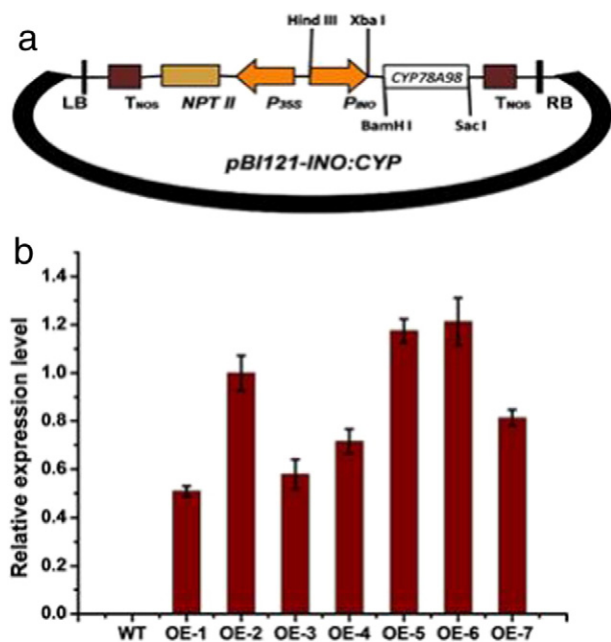 a
Hind III Xba I
CYP78A98
LB TNOS NPT II P35S PINO TNOS RB
BamH I Sac I
pBI121-INO:CYP
b
Relative expression level
1.4
1.2
1.0
0.8
0.6
0.4
0.2
0.0
WT OE-1 OE-2 OE-3 OE-4 OE-5 OE-6 OE-7